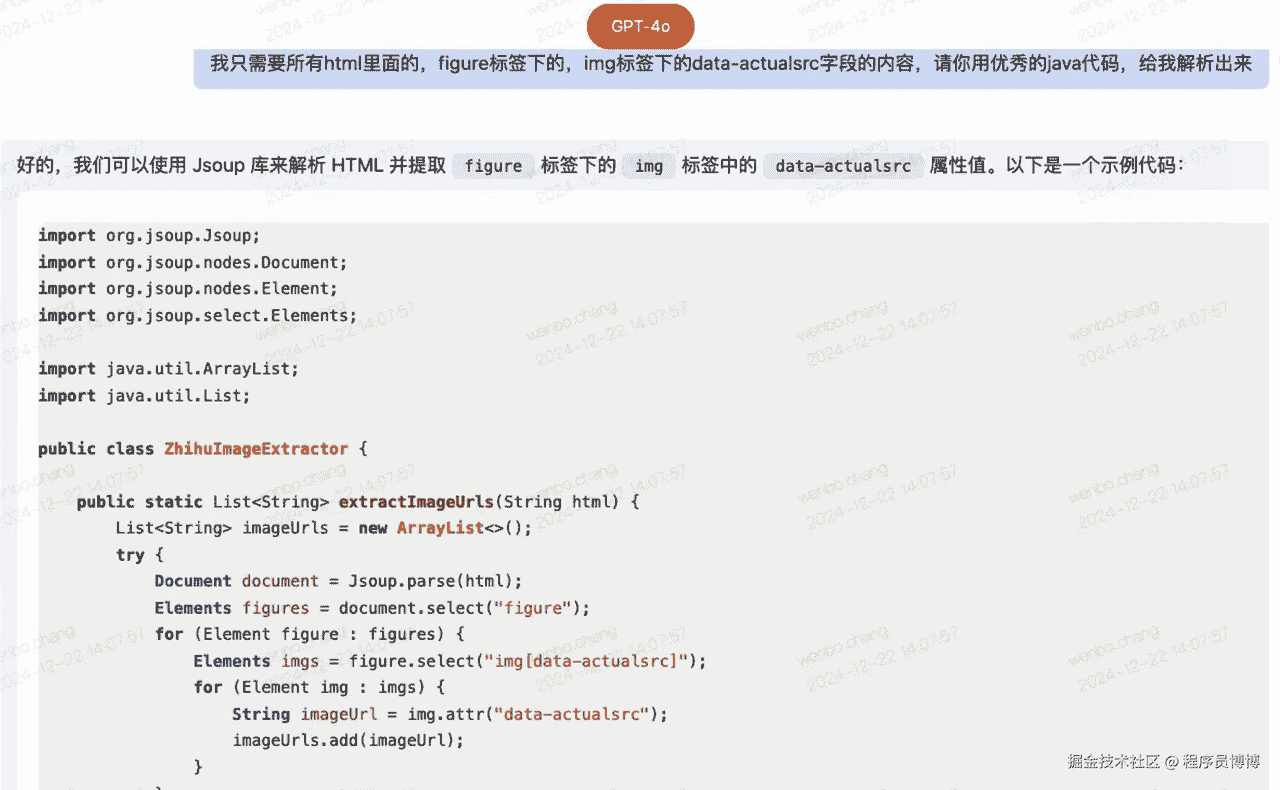 GPT-4o
我只需要所有html里面的，figure标签下的，img标签下的data-actualsrc字段的内容，请你用优秀的java代码，给我解析出来
好的，我们可以使用 Jsoup 库来解析 HTML 并提取 figure 标签下的 img 标签中的 data-actualsrc 属性值。以下是一个示例代码：
import org.jsoup.Jsoup;
import org.jsoup.nodes.Document;
import org.jsoup.nodes.Element;
import org.jsoup.select.Elements;
import java.util.ArrayList;
import java.util.List;
public class ZhihuImageExtractor {
public static List<String> extractImageUrls(String html) {
List<String> imageUrls = new ArrayList<>();
try {
Document document = Jsoup.parse(html);
Elements figures = document.select("figure");
for (Element figure : figures) {
Elements imgs = figure.select("img[data-actualsrc]");
for (Element img : imgs) {
String imageUrl = img.attr("data-actualsrc");
imageUrls.add(imageUrl);
}
掘金技术社区 @ 程序员博博
wenbo.chang
2024-12-22 14:07:57